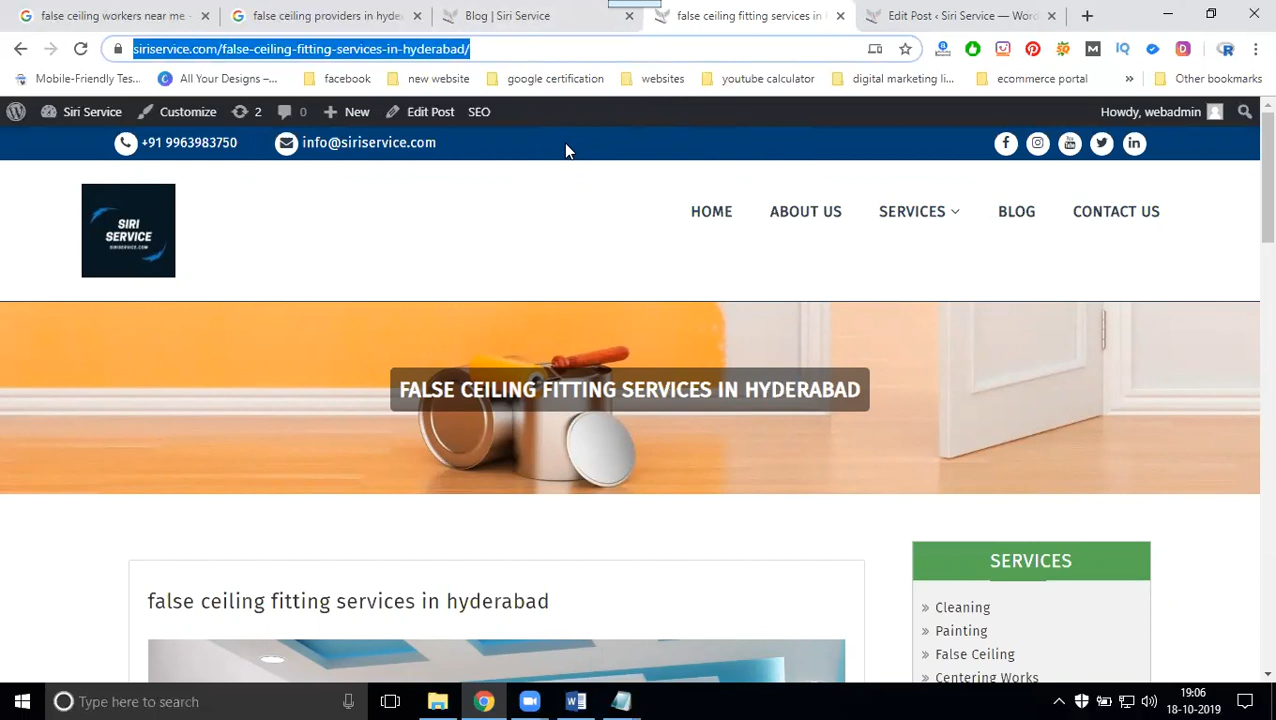 false ceiling workers near me -
false ceiling providers in hyde
Blog | Siri Service
false ceiling fitting services in
Edit Post ‹ Siri Service — Word
siriservice.com/false-ceiling-fitting-services-in-hyderabad/
Mobile-Friendly Tes...
All Your Designs –...
facebook
new website
google certification
websites
youtube calculator
digital marketing li...
ecommerce portal
Other bookmarks
Siri Service
Customize
2
0
New
Edit Post
SEO
Howdy, webadmin
+91 9963983750
info@siriservice.com
SIRI
SERVICE
SIRISERVICE.COM
HOME
ABOUT US
SERVICES
BLOG
CONTACT US
FALSE CEILING FITTING SERVICES IN HYDERABAD
false ceiling fitting services in hyderabad
SERVICES
Cleaning
Painting
False Ceiling
Centering Works
Type here to search
19:06
18-10-2019